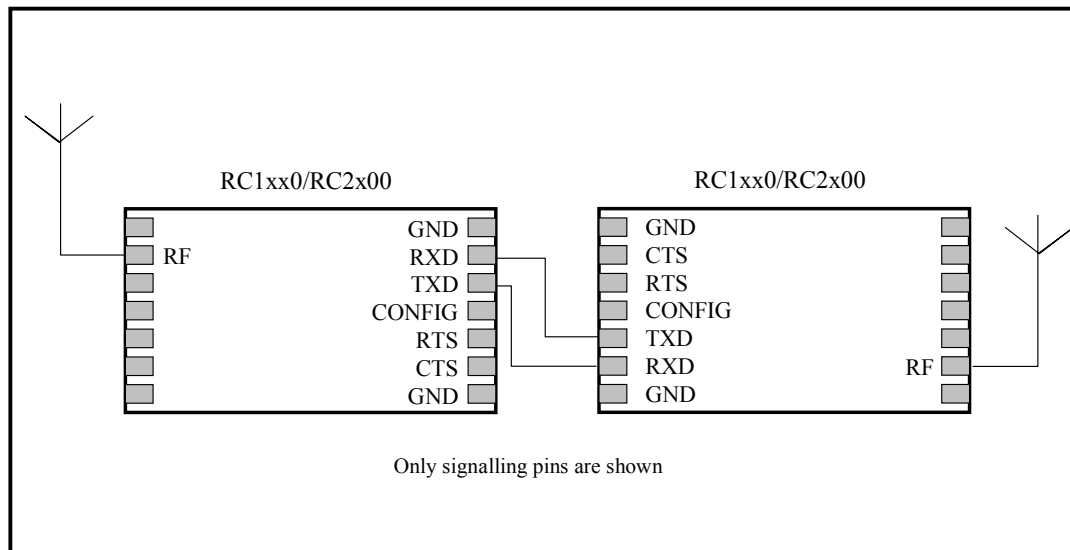 RC1xx0/RC2x00
RF
GND
RXD
TXD
CONFIG
RTS
CTS
GND
RC1xx0/RC2x00
GND
CTS
RTS
CONFIG
TXD
RXD
GND
RF
Only signalling pins are shown